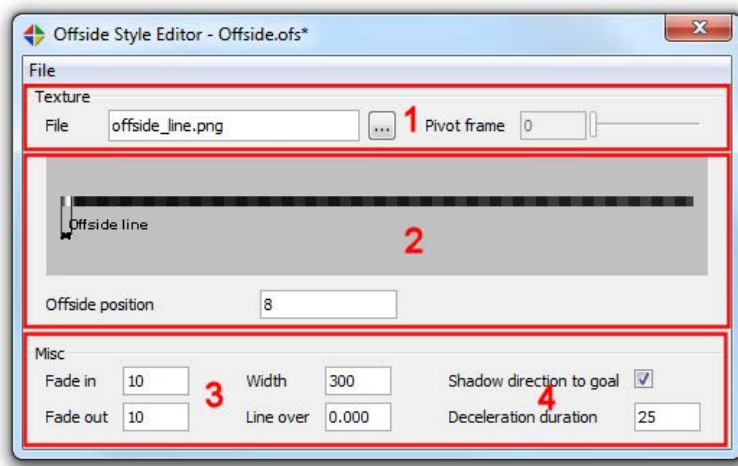 Offside Style Editor - Offside.ofs*
File
Texture
File offside_line.png ... 1 Pivot frame 0
Offside line
2
Offside position 8
Misc
Fade in 10 Width 300 Shadow direction to goal
3 4
Fade out 10 Line over 0.000 Deceleration duration 25